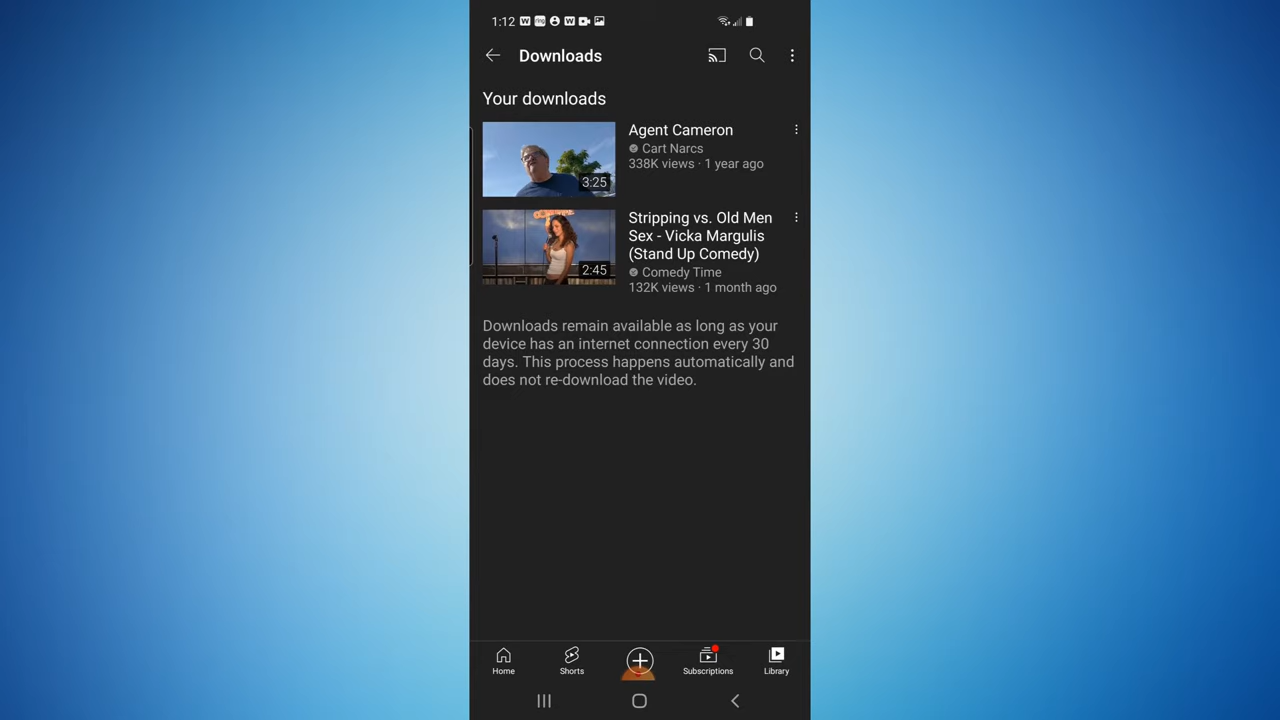 1:12
Downloads
Your downloads
Agent Cameron
Cart Narcs
338K views · 1 year ago
3:25
Stripping vs. Old Men
Sex - Vicka Margulis
(Stand Up Comedy)
Comedy Time
132K views · 1 month ago
2:45
Downloads remain available as long as your
device has an internet connection every 30
days. This process happens automatically and
does not re-download the video.
Home
Shorts
Subscriptions
Library